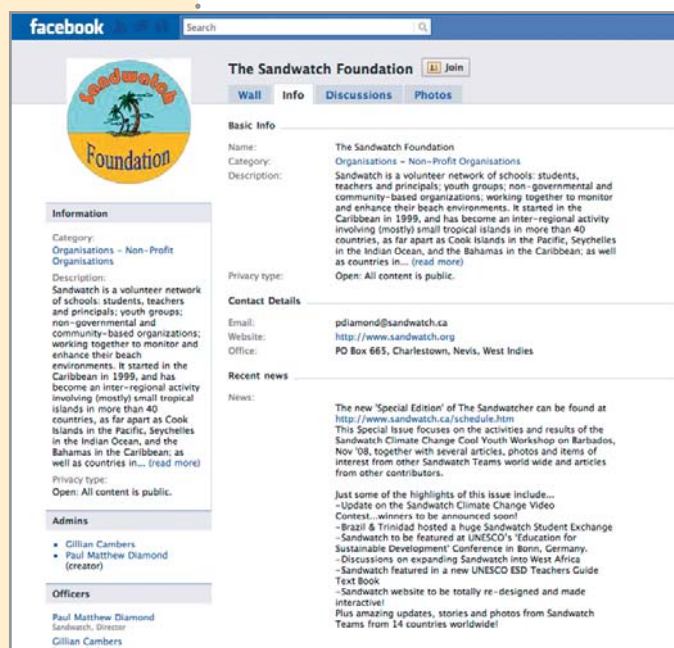 facebook
Search
Sandwatch
Foundation
The Sandwatch Foundation
Join
Wall Info Discussions Photos
Basic Info
Name: The Sandwatch Foundation
Category: Organisations - Non-Profit Organisations
Description: Sandwatch is a volunteer network of schools: students,
teachers and principals; youth groups; non-governmental and
community-based organizations; working together to monitor
and enhance their beach environments. It started in the
Caribbean in 1999, and has become an inter-regional activity
involving (mostly) small tropical islands in more than 40
countries, as far apart as Cook Islands in the Pacific, Seychelles
in the Indian Ocean, and the Bahamas in the Caribbean; as well
as countries in... (read more)
Privacy type: Open: All content is public.
Contact Details
Email: pdiamond@sandwatch.ca
Website: http://www.sandwatch.org
Office: PO Box 665, Charlestown, Nevis, West Indies
Recent news
News:
The new 'Special Edition' of The Sandwatcher can be found at
http://www.sandwatch.ca/schedule.htm
This Special Issue focuses on the activities and results of the
Sandwatch Climate Change Cool Youth Workshop on Barbados,
Nov '08, together with several articles, photos and items of
interest from other Sandwatch Teams world wide and articles
from other contributors.
Just some of the highlights of this issue include...
-Update on the Sandwatch Climate Change Video
Contest...winners to be announced soon!
-Brazil & Trinidad hosted a huge Sandwatch Student Exchange
-Sandwatch to be featured at UNESCO's 'Education for
Sustainable Development' Conference in Bonn, Germany.
-Discussions on expanding Sandwatch into West Africa
-Sandwatch featured in a new UNESCO ESD Teachers Guide
Text Book
-Sandwatch website to be totally re-designed and made
interactive!
Plus amazing updates, stories and photos from Sandwatch
Teams from 14 countries worldwide!
Information
Category:
Organisations - Non-Profit
Organisations
Description:
Sandwatch is a volunteer network
of schools: students, teachers
and principals; youth groups;
non-governmental and
community-based organizations;
working together to monitor and
enhance their beach
environments. It started in the
Caribbean in 1999, and has
become an inter-regional activity
involving (mostly) small tropical
islands in more than 40
countries, as far apart as Cook
Islands in the Pacific, Seychelles
in the Indian Ocean, and the
Bahamas in the Caribbean; as
well as countries in... (read more)
Privacy type:
Open: All content is public.
Admins
Gillian Cambers
Paul Matthew Diamond
(creator)
Officers
Paul Matthew Diamond
Sandwatch, Director
Gillian Cambers